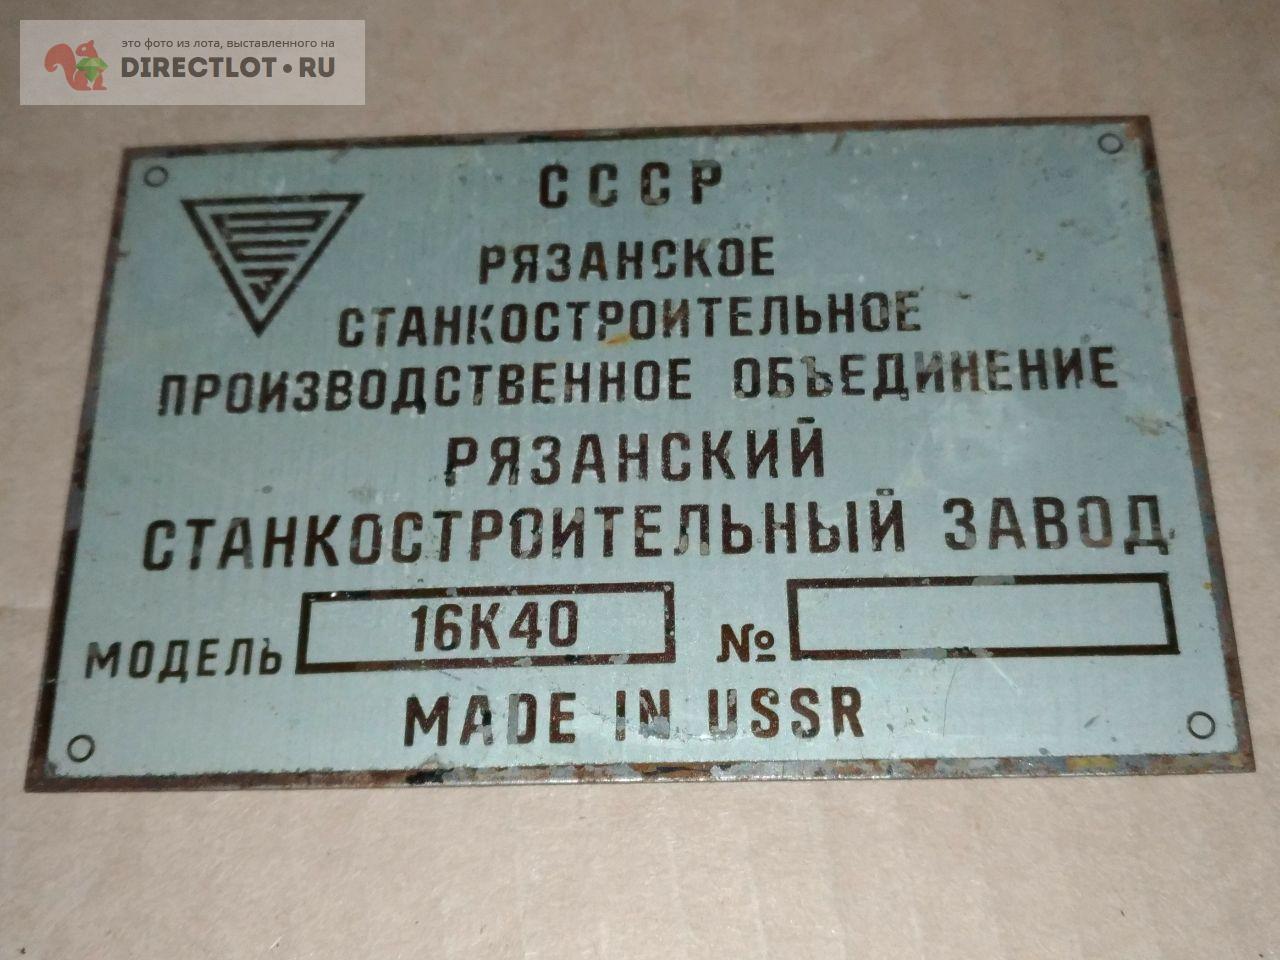 это фото из лота, выставленного на
DIRECTLOT•RU
СССР
РЯЗАНСКОЕ
СТАНКОСТРОИТЕЛЬНОЕ
ПРОИЗВОДСТВЕННОЕ ОБЪЕДИНЕНИЕ
РЯЗАНСКИЙ
СТАНКОСТРОИТЕЛЬНЫЙ ЗАВОД
МОДЕЛЬ 16К40 №
MADE IN USSR